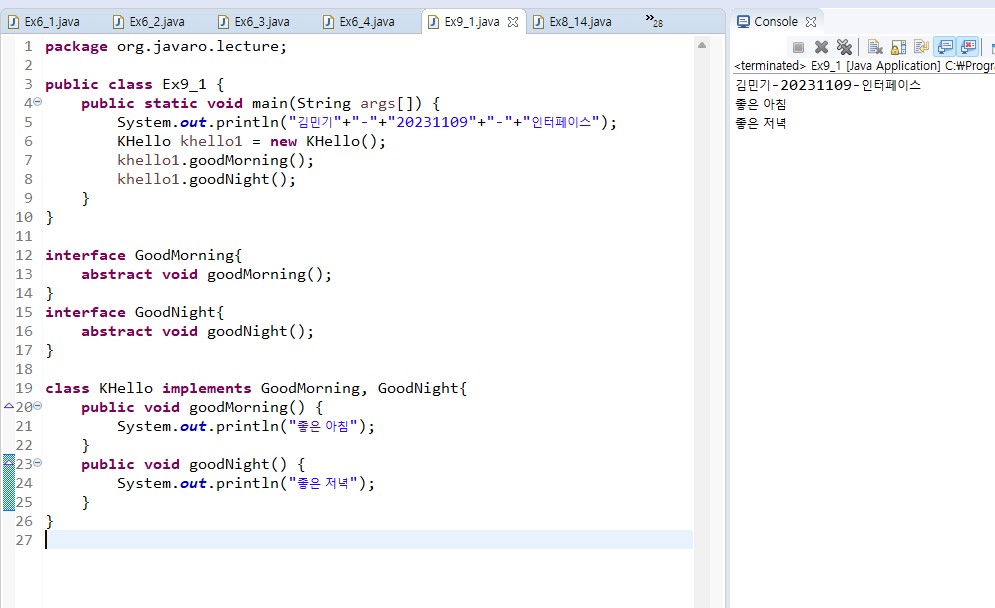 Ex6_1.java Ex6_2.java Ex6_3.java Ex6_4.java Ex9_1.java Ex8_14.java »28
1 package org.javaro.lecture;
2
3 public class Ex9_1 {
4 public static void main(String args[]) {
5 System.out.println("김민기"+"-"+"20231109"+"-"+"인터페이스");
6 KHello khello1 = new KHello();
7 khello1.goodMorning();
8 khello1.goodNight();
9 }
10 }
11
12 interface GoodMorning{
13 abstract void goodMorning();
14 }
15 interface GoodNight{
16 abstract void goodNight();
17 }
18
19 class KHello implements GoodMorning, GoodNight{
20 public void goodMorning() {
21 System.out.println("좋은 아침");
22 }
23 public void goodNight() {
24 System.out.println("좋은 저녁");
25 }
26 }
27
Console
<terminated> Ex9_1 [Java Application] C:₩Progra
김민기-20231109-인터페이스
좋은 아침
좋은 저녁